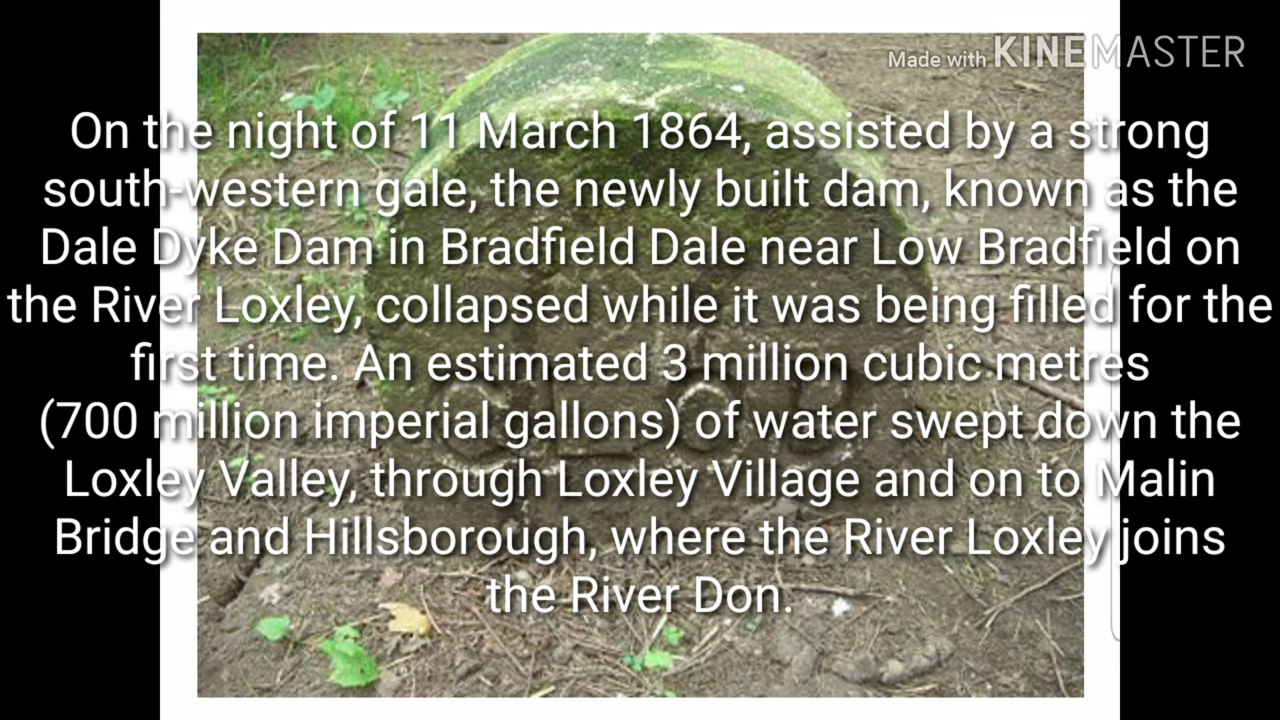 Made with KINEMASTER
On the night of 11 March 1864, assisted by a strong
south-western gale, the newly built dam, known as the
Dale Dyke Dam in Bradfield Dale near Low Bradfield on
the River Loxley, collapsed while it was being filled for the
first time. An estimated 3 million cubic metres
(700 million imperial gallons) of water swept down the
Loxley Valley, through Loxley Village and on to Malin
Bridge and Hillsborough, where the River Loxley joins
the River Don.